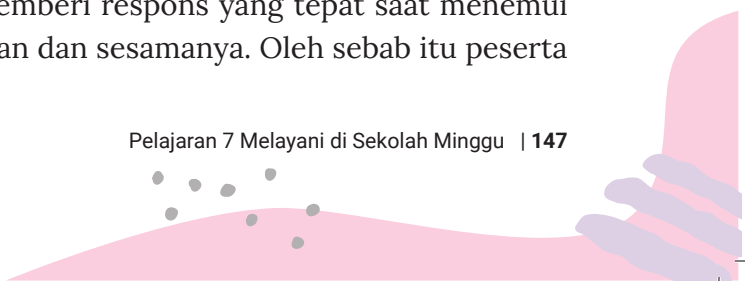 memberi respons yang tepat saat menemui
an dan sesamanya. Oleh sebab itu peserta
Pelajaran 7 Melayani di Sekolah Minggu | 147